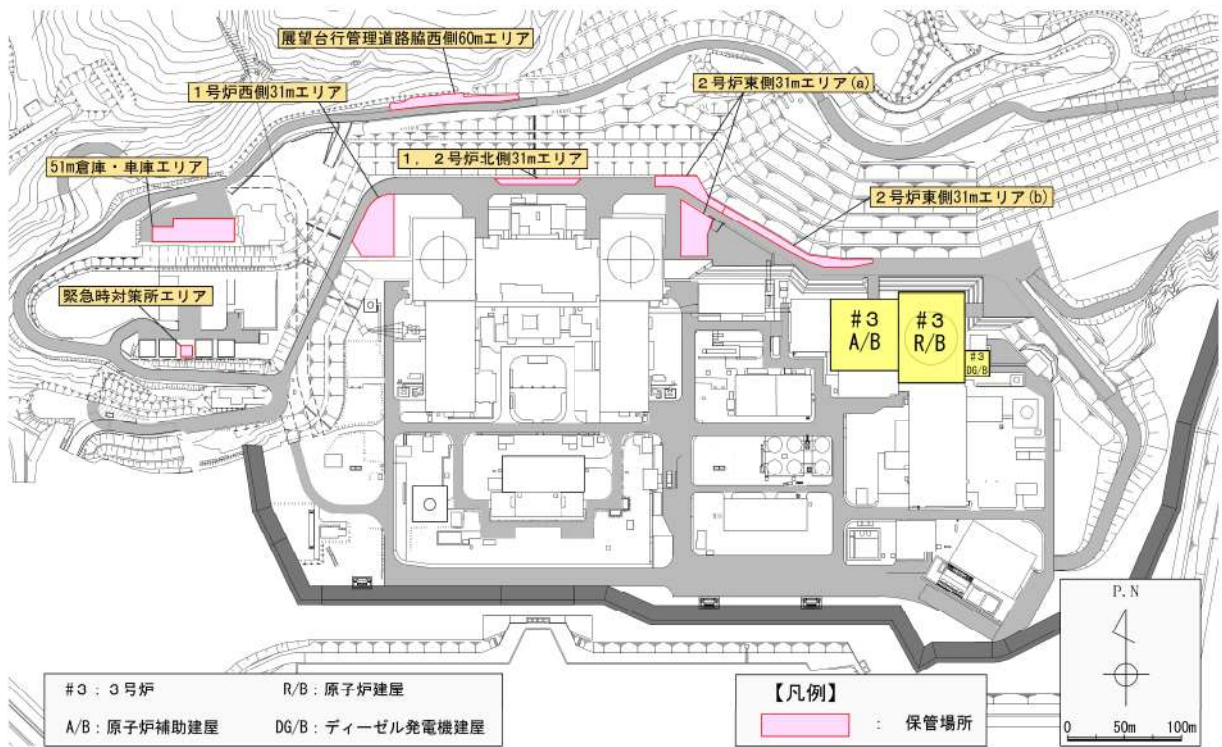 展望台行管理道路脇西側60mエリア
1号炉西側31mエリア
2号炉東側31mエリア(a)
51m倉庫・車庫エリア
1，2号炉北側31mエリア
2号炉東側31mエリア(b)
緊急時対策所エリア
#3
A/B
#3
R/B
#3
DG/B
P.N
0 50m 100m
#3：3号炉 R/B：原子炉建屋
A/B：原子炉補助建屋 DG/B：ディーゼル発電機建屋
【凡例】
：保管場所